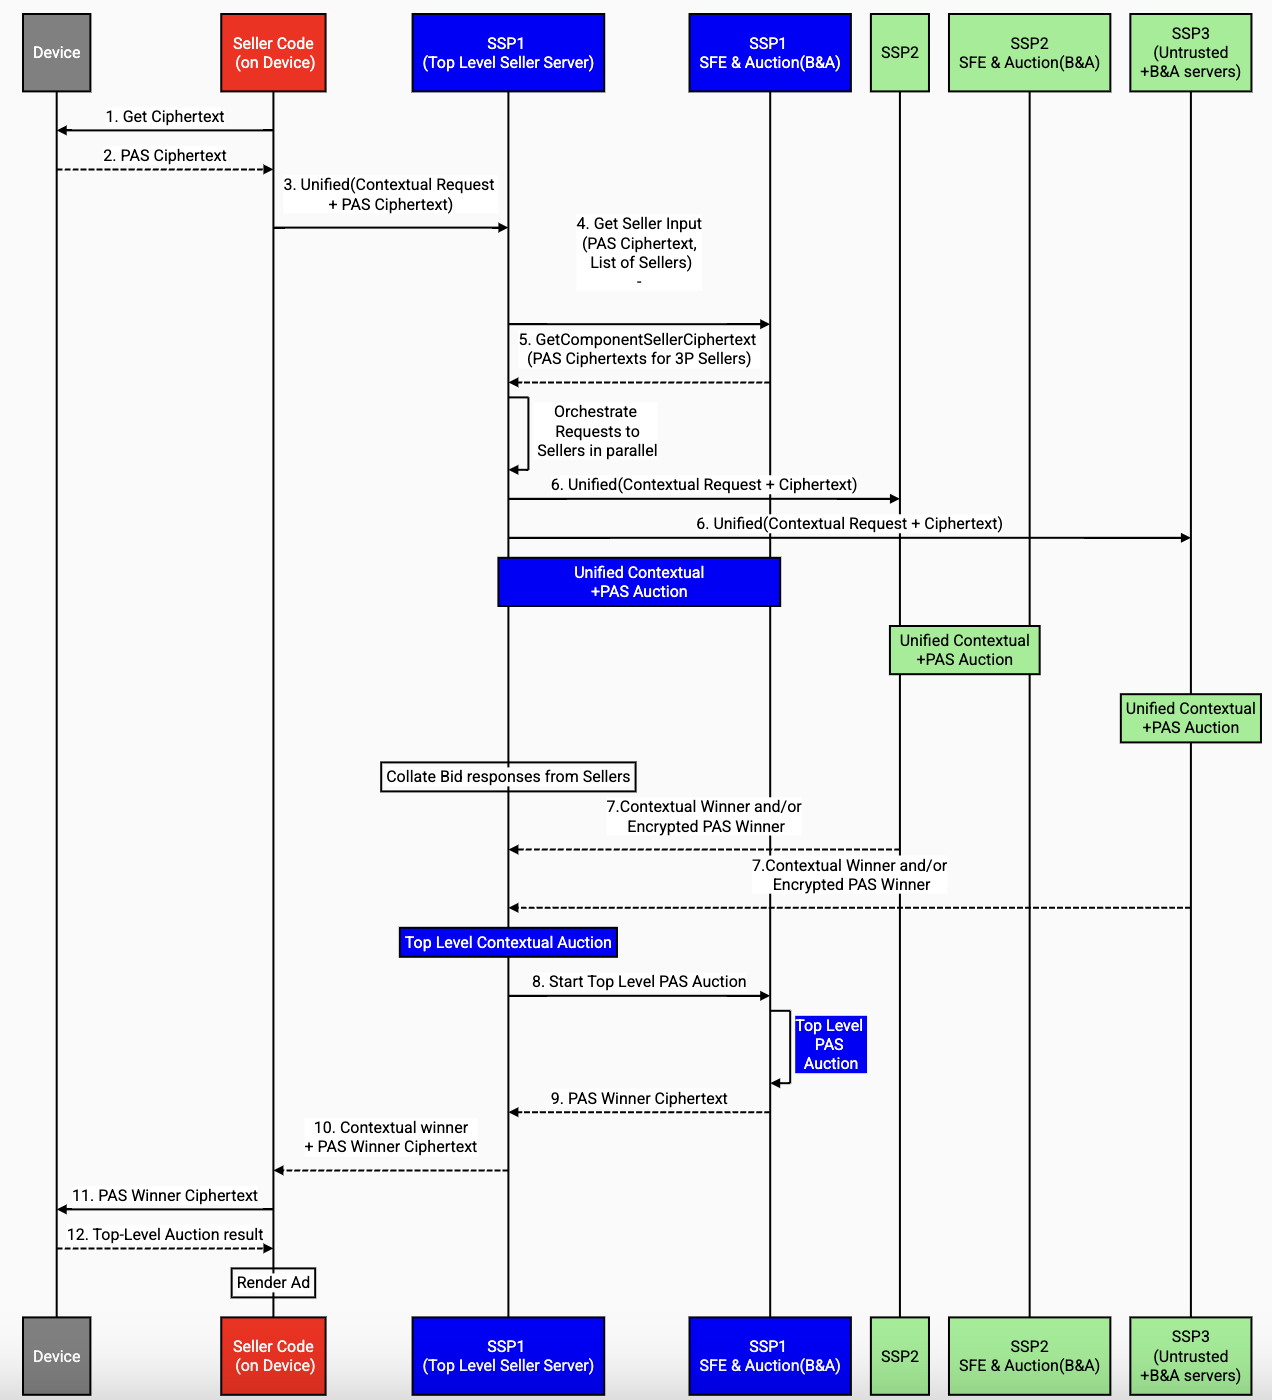 Device
Seller Code
(on Device)
SSP1
(Top Level Seller Server)
SSP1
SFE & Auction(B&A)
SSP2
SSP2
SFE & Auction(B&A)
SSP3
(Untrusted
+B&A servers)
1. Get Ciphertext
2. PAS Ciphertext
3. Unified(Contextual Request
+ PAS Ciphertext)
4. Get Seller Input
(PAS Ciphertext,
List of Sellers)
-
5. GetComponentSellerCiphertext
(PAS Ciphertexts for 3P Sellers)
Orchestrate
Requests to
Sellers in parallel
6. Unified(Contextual Request + Ciphertext)
6. Unified(Contextual Request + Ciphertext)
Unified Contextual
+PAS Auction
Unified Contextual
+PAS Auction
Unified Contextual
+PAS Auction
Collate Bid responses from Sellers
7.Contextual Winner and/or
Encrypted PAS Winner
7.Contextual Winner and/or
Encrypted PAS Winner
Top Level Contextual Auction
8. Start Top Level PAS Auction
Top Level
PAS
Auction
9. PAS Winner Ciphertext
10. Contextual winner
+ PAS Winner Ciphertext
11. PAS Winner Ciphertext
12. Top-Level Auction result
Render Ad
Device
Seller Code
(on Device)
SSP1
(Top Level Seller Server)
SSP1
SFE & Auction(B&A)
SSP2
SSP2
SFE & Auction(B&A)
SSP3
(Untrusted
+B&A servers)